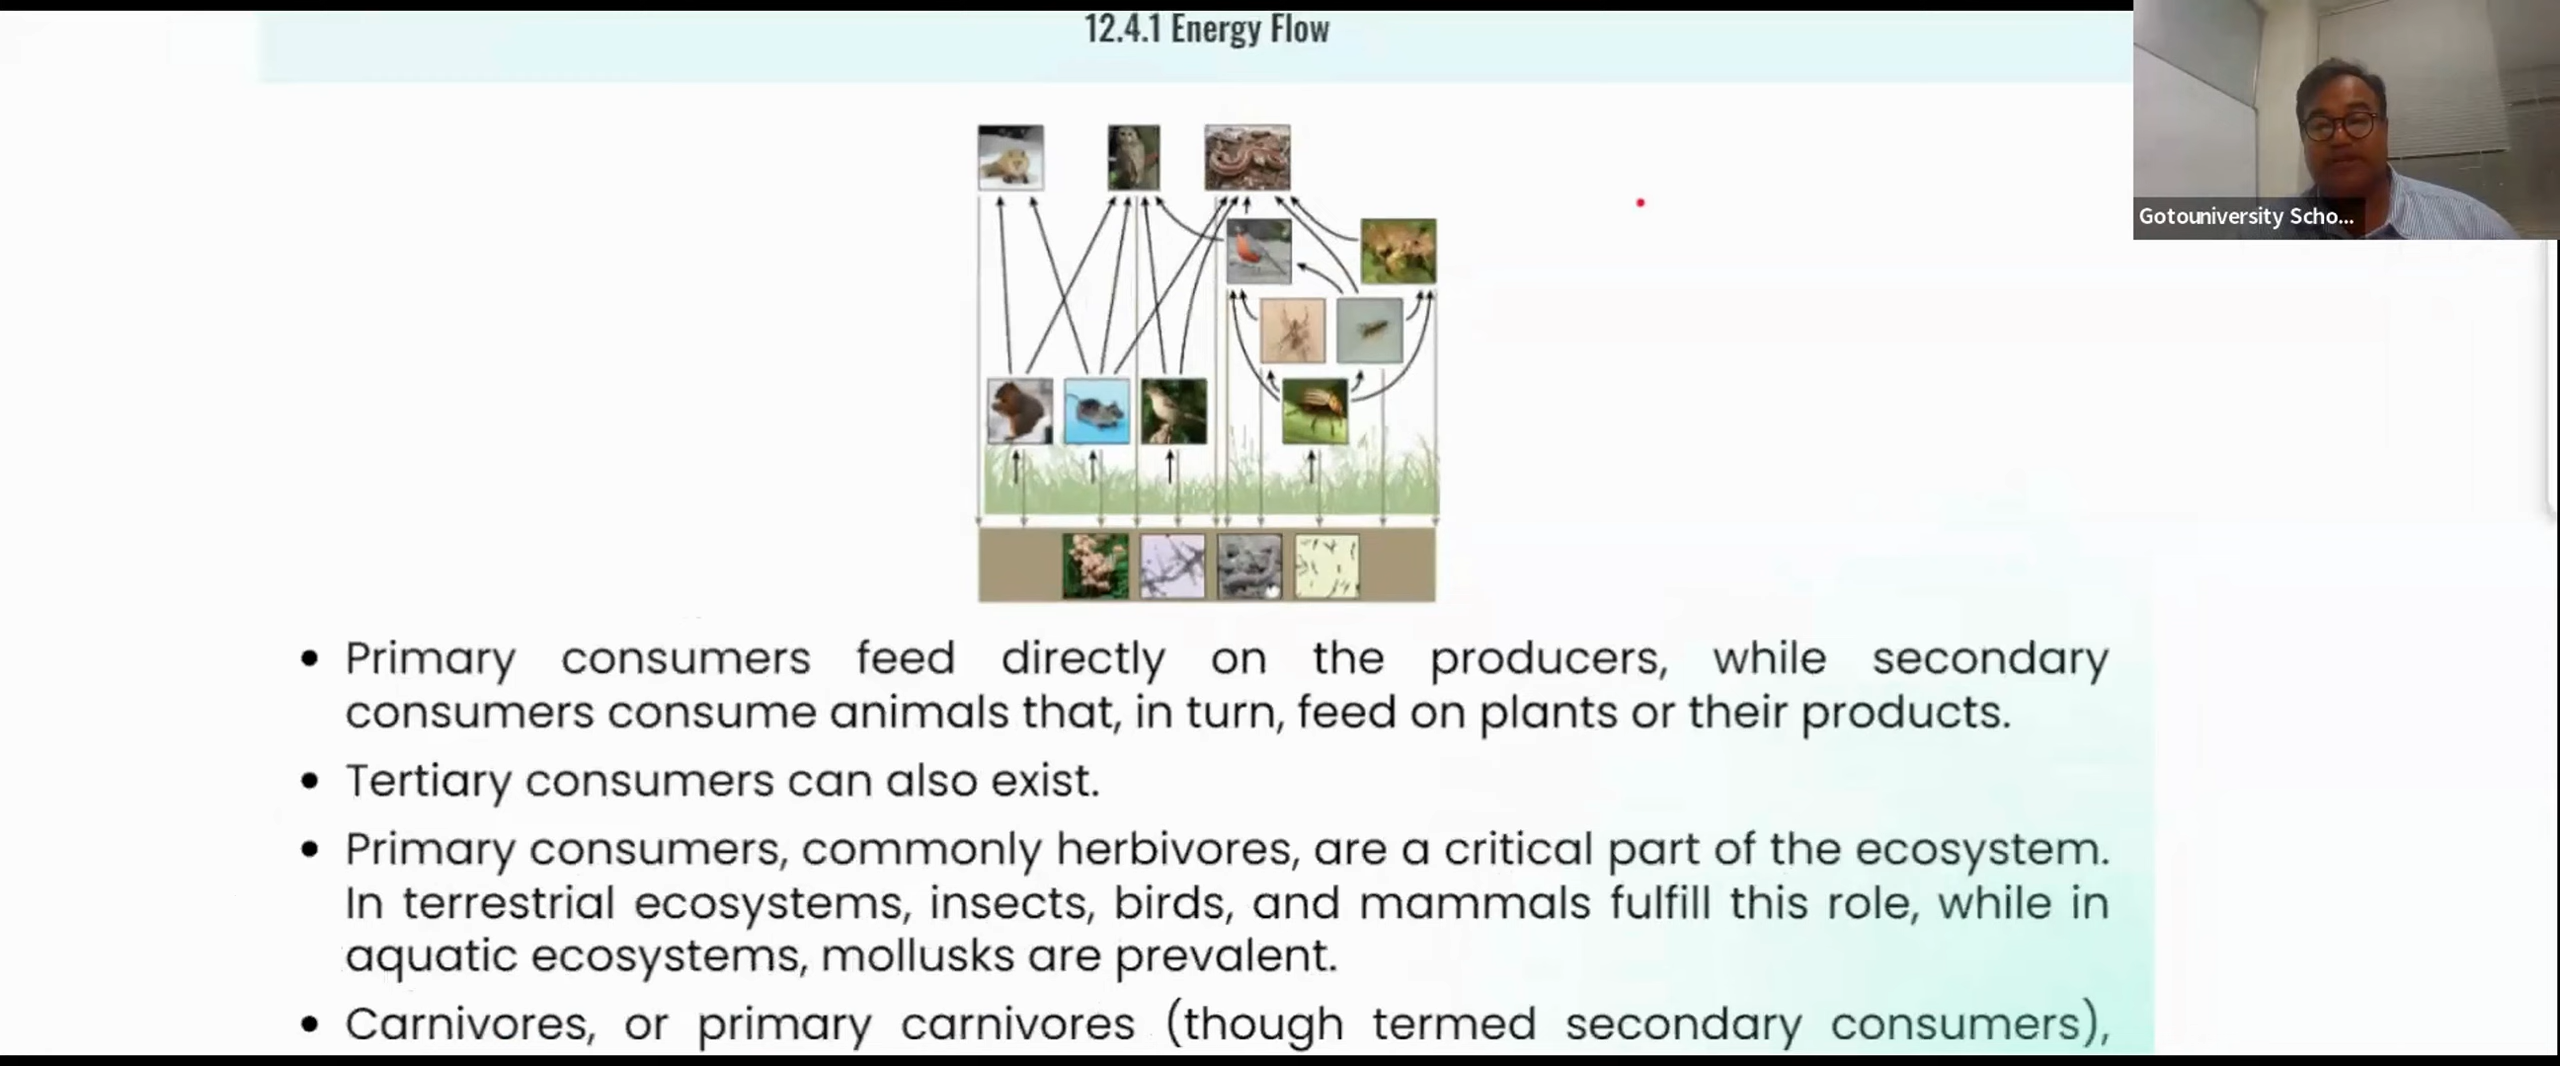 12.4.1 Energy Flow
Gotouniversity Scho...
• Primary consumers feed directly on the producers, while secondary
consumers consume animals that, in turn, feed on plants or their products.
• Tertiary consumers can also exist.
• Primary consumers, commonly herbivores, are a critical part of the ecosystem.
In terrestrial ecosystems, insects, birds, and mammals fulfill this role, while in
aquatic ecosystems, mollusks are prevalent.
• Carnivores, or primary carnivores (though termed secondary consumers),